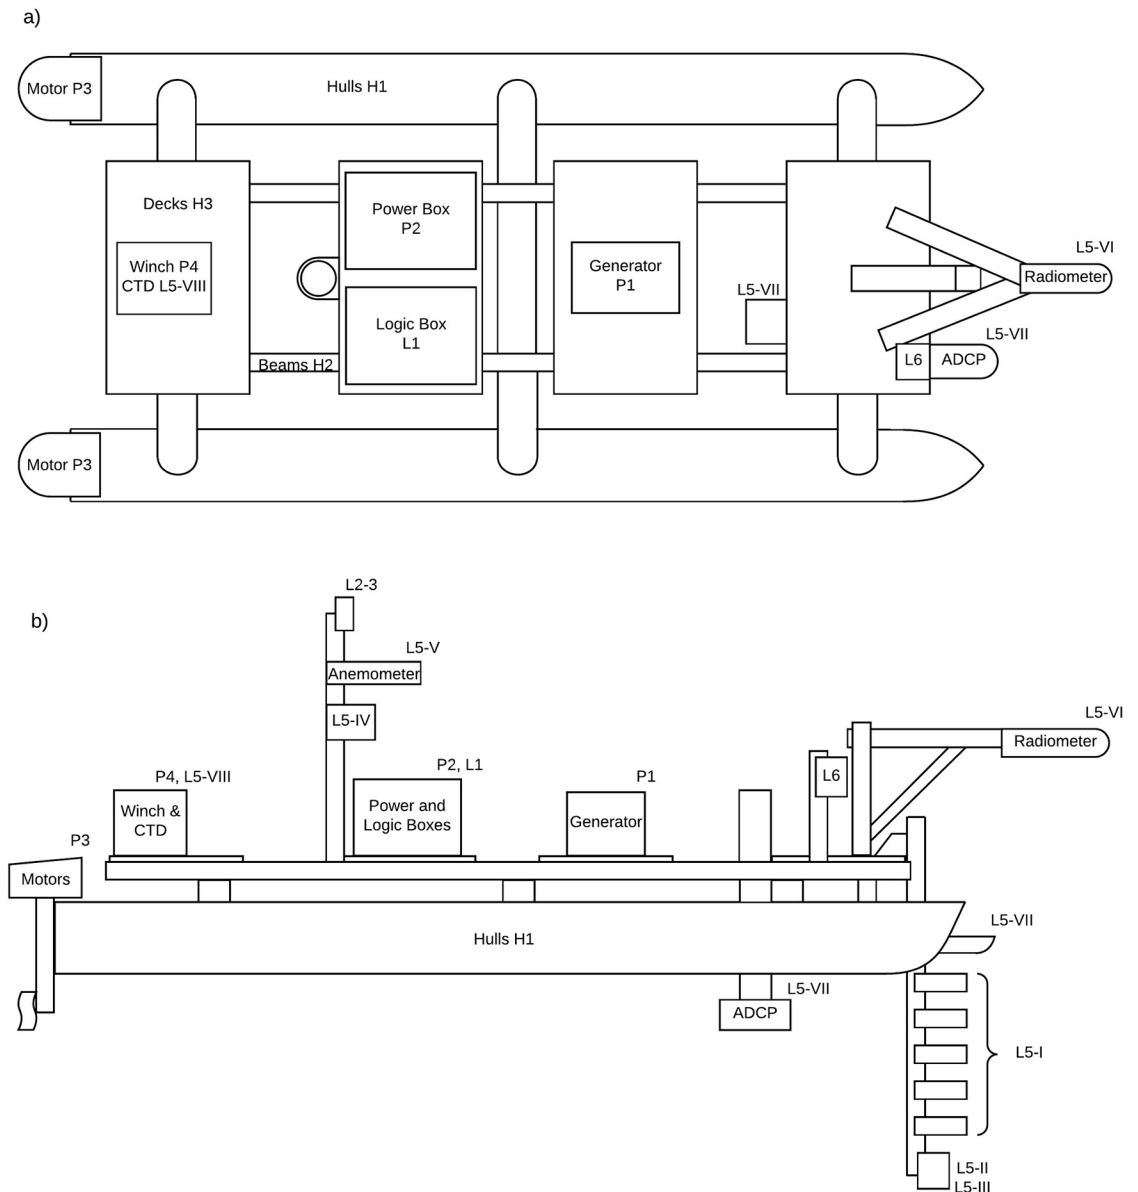 a)
Motor P3
Hulls H1
Decks H3
Winch P4
CTD L5-VIII
Beams H2
Power Box
P2
Logic Box
L1
Generator
P1
L5-VII
L5-VI
Radiometer
L5-VII
L6
ADCP
Motor P3
b)
L2-3
L5-V
Anemometer
L5-IV
P4, L5-VIII
Winch &
CTD
P2, L1
Power and
Logic Boxes
P1
Generator
L5-VI
Radiometer
L6
P3
Motors
Hulls H1
L5-VII
L5-VII
ADCP
L5-I
L5-II
L5-III